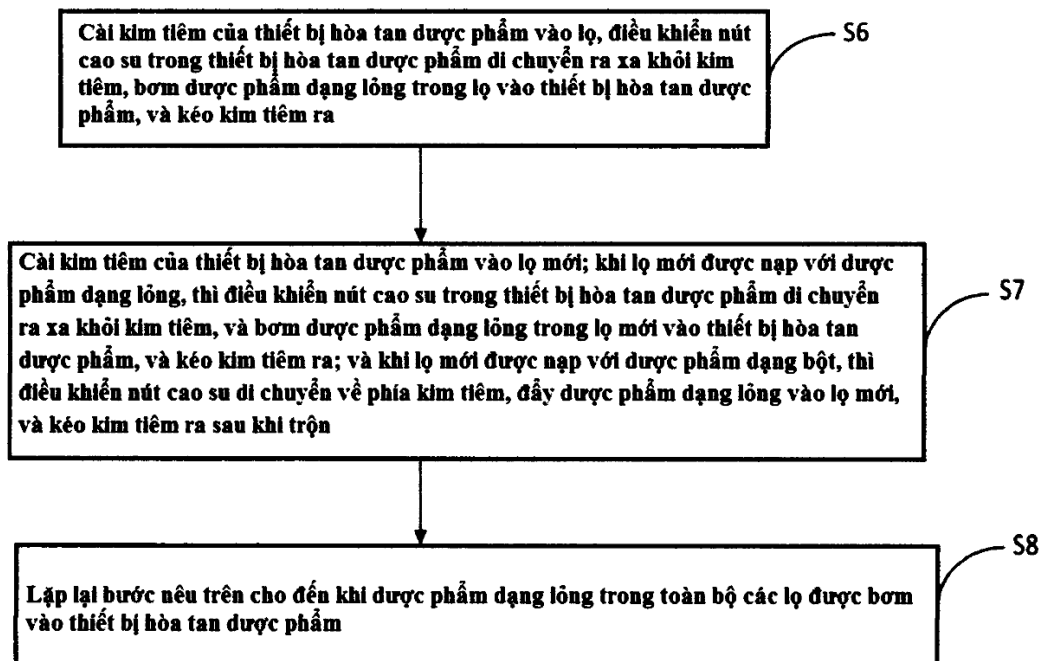 Cài kim tiêm của thiết bị hòa tan dược phẩm vào lọ, điều khiển nút
cao su trong thiết bị hòa tan dược phẩm di chuyển ra xa khỏi kim
tiêm, bơm dược phẩm dạng lỏng trong lọ vào thiết bị hòa tan dược
phẩm, và kéo kim tiêm ra
S6
Cài kim tiêm của thiết bị hòa tan dược phẩm vào lọ mới; khi lọ mới được nạp với dược
phẩm dạng lỏng, thì điều khiển nút cao su trong thiết bị hòa tan dược phẩm di chuyển
ra xa khỏi kim tiêm, và bơm dược phẩm dạng lỏng trong lọ mới vào thiết bị hòa tan
dược phẩm, và kéo kim tiêm ra; và khi lọ mới được nạp với dược phẩm dạng bột, thì
điều khiển nút cao su di chuyển về phía kim tiêm, đẩy dược phẩm dạng lỏng vào lọ mới,
và kéo kim tiêm ra sau khi trộn
S7
Lặp lại bước nêu trên cho đến khi dược phẩm dạng lỏng trong toàn bộ các lọ được bơm
vào thiết bị hòa tan dược phẩm
S8